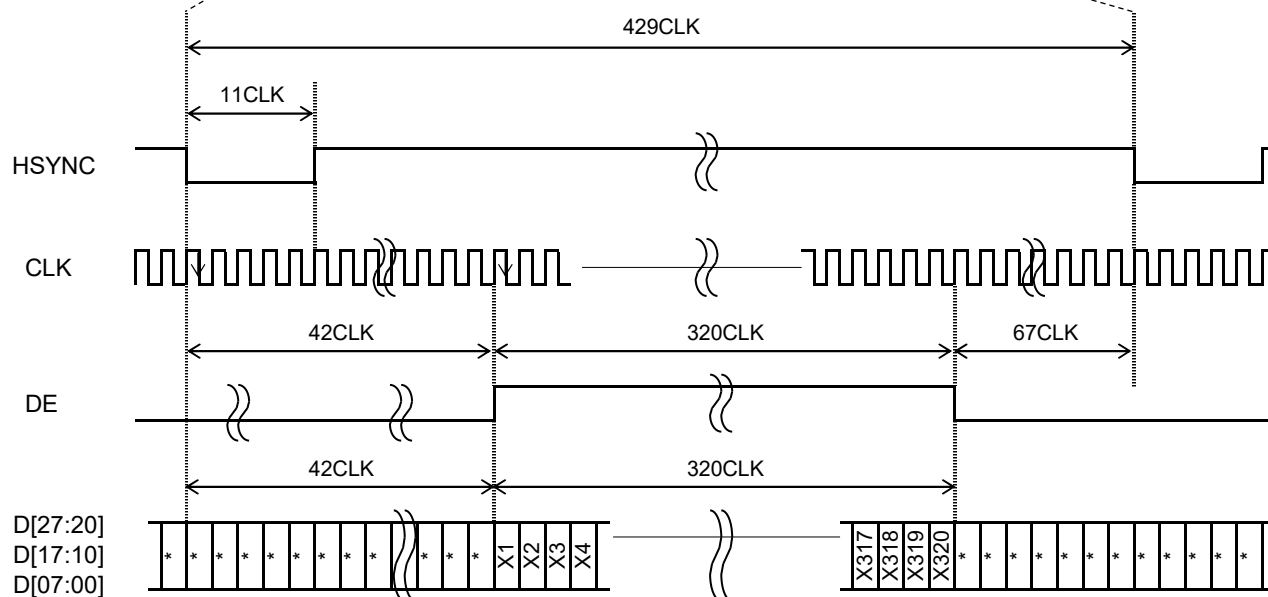 429CLK
11CLK
HSYNC
CLK
42CLK 320CLK 67CLK
DE
42CLK 320CLK
D[27:20]
D[17:10]
D[07:00]
* * * * * * * * * * * * X1 X2 X3 X4 X317 X318 X319 X320 * * * * * * * * * * * *